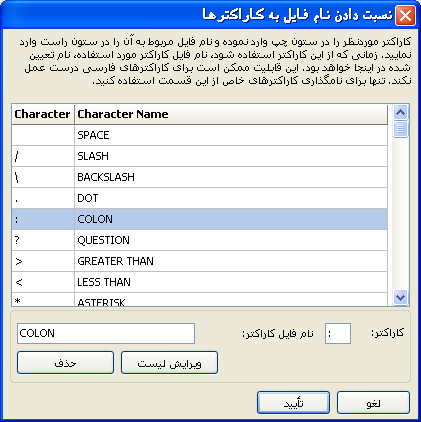 نسبت دادن نام فایل به کاراکترها
کاراکتر موردنظر را در ستون چپ وارد نموده و نام فایل مربوط به آن را در ستون راست وارد
نمایید. زمانی که از این کاراکتر استفاده شود، نام فایل کاراکتر مورد استفاده، نام تعیین
شده در اینجا خواهد بود. این قابلیت ممکن است برای کاراکترهای فارسی درست عمل
نکند. تنها برای نامگذاری کاراکترهای خاص از این قسمت استفاده کنید.
Character Character Name
SPACE
/ SLASH
\ BACKSLASH
. DOT
: COLON
? QUESTION
> GREATER THAN
< LESS THAN
* ASTERISK
کاراکتر: : نام فایل کاراکتر: COLON
ویرایش لیست حذف
لغو تأیید